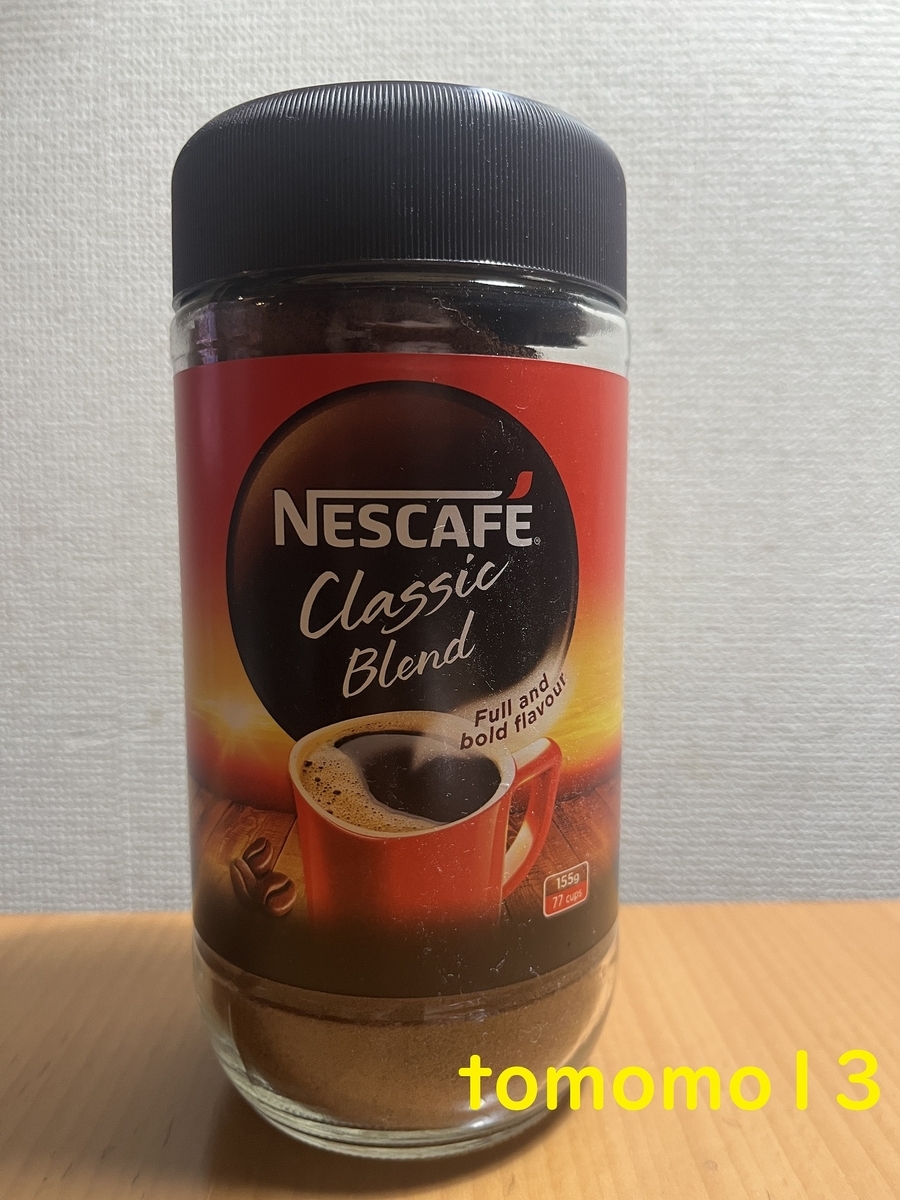 NESCAFÉ®
Classic
Blend
Full and
bold flavour
155g
77 cups
tomomo13